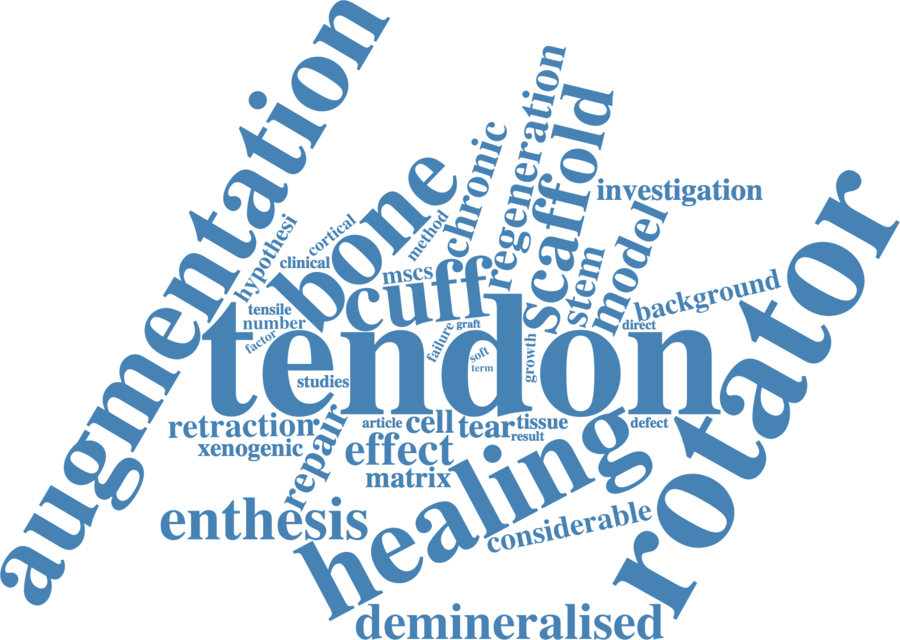 augmentation
regeneration
scaffold
chronic
bone
investigation
rotator
method
cortical
hypothesi
clinical
mscs
cuff
stem
model
background
tensile
number
factor
failure
graft
direct
tendon
soft
term
growth
studies
retraction
xenogenic
repair
article
cell
tear
tissue
result
defect
effect
matrix
healing
enthesis
considerable
demineralised